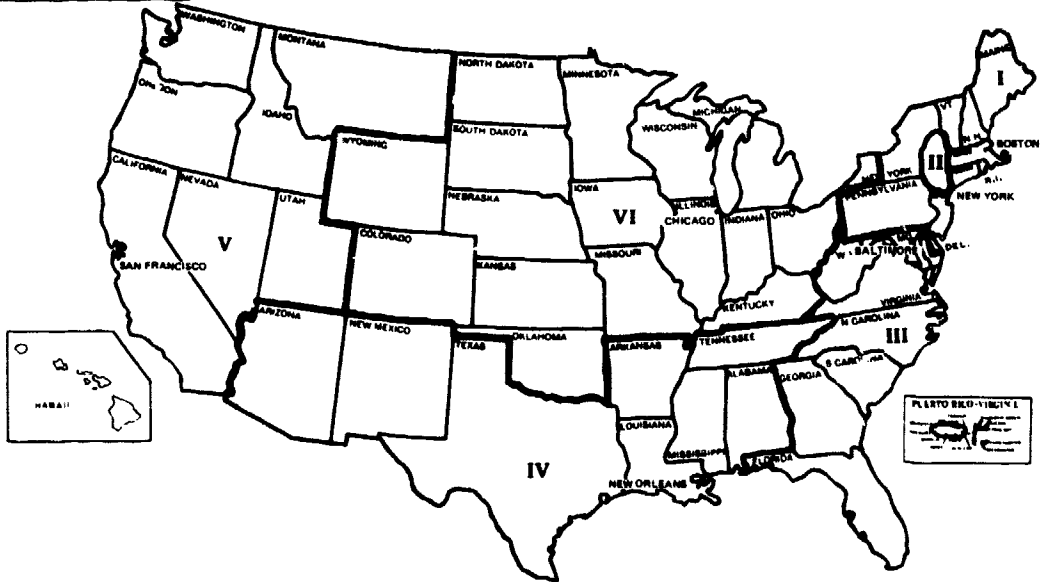 WASHINGTON
MONTANA
NORTH DAKOTA
MINNESOTA
MAINE
I
IDAHO
SOUTH DAKOTA
WISCONSIN
MICHIGAN
VT
N H
BOSTON
WYOMING
II
R.I.
CALIFORNIA
NEVADA
UTAH
NEBRASKA
IOWA
ILLINOIS
INDIANA
OHIO
PENNSYLVANIA
NEW YORK
V
VI
CHICAGO
COLORADO
KANSAS
MISSOURI
BALTIMORE
DEL.
SAN FRANCISCO
KENTUCKY
VIRGINIA
ARIZONA
NEW MEXICO
TEXAS
OKLAHOMA
ARKANSAS
TENNESSEE
N CAROLINA
III
ALABAMA
GEORGIA
HAWAII
LOUISIANA
MISSISSIPPI
FLORIDA
IV
NEW ORLEANS